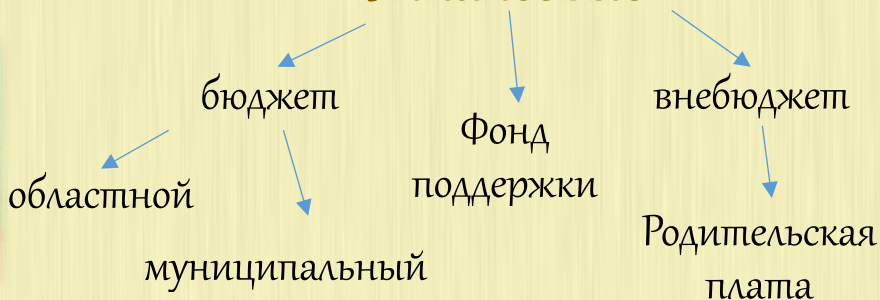 бюджет
внебюджет
Фонд
поддержки
областной
муниципальный
Родительская
плата